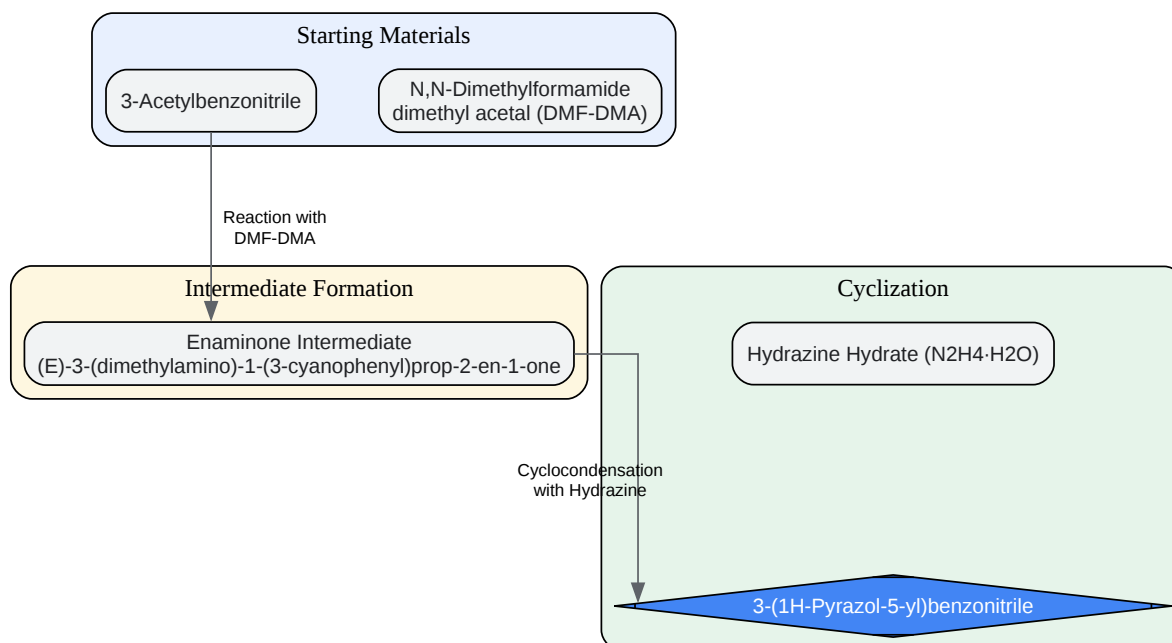 Starting Materials
3-Acetylbenzonitrile
N,N-Dimethylformamide
dimethyl acetal (DMF-DMA)
Reaction with
DMF-DMA
Intermediate Formation
Enaminone Intermediate
(E)-3-(dimethylamino)-1-(3-cyanophenyl)prop-2-en-1-one
Cyclization
Hydrazine Hydrate (N2H4·H2O)
Cyclocondensation
with Hydrazine
3-(1H-Pyrazol-5-yl)benzonitrile